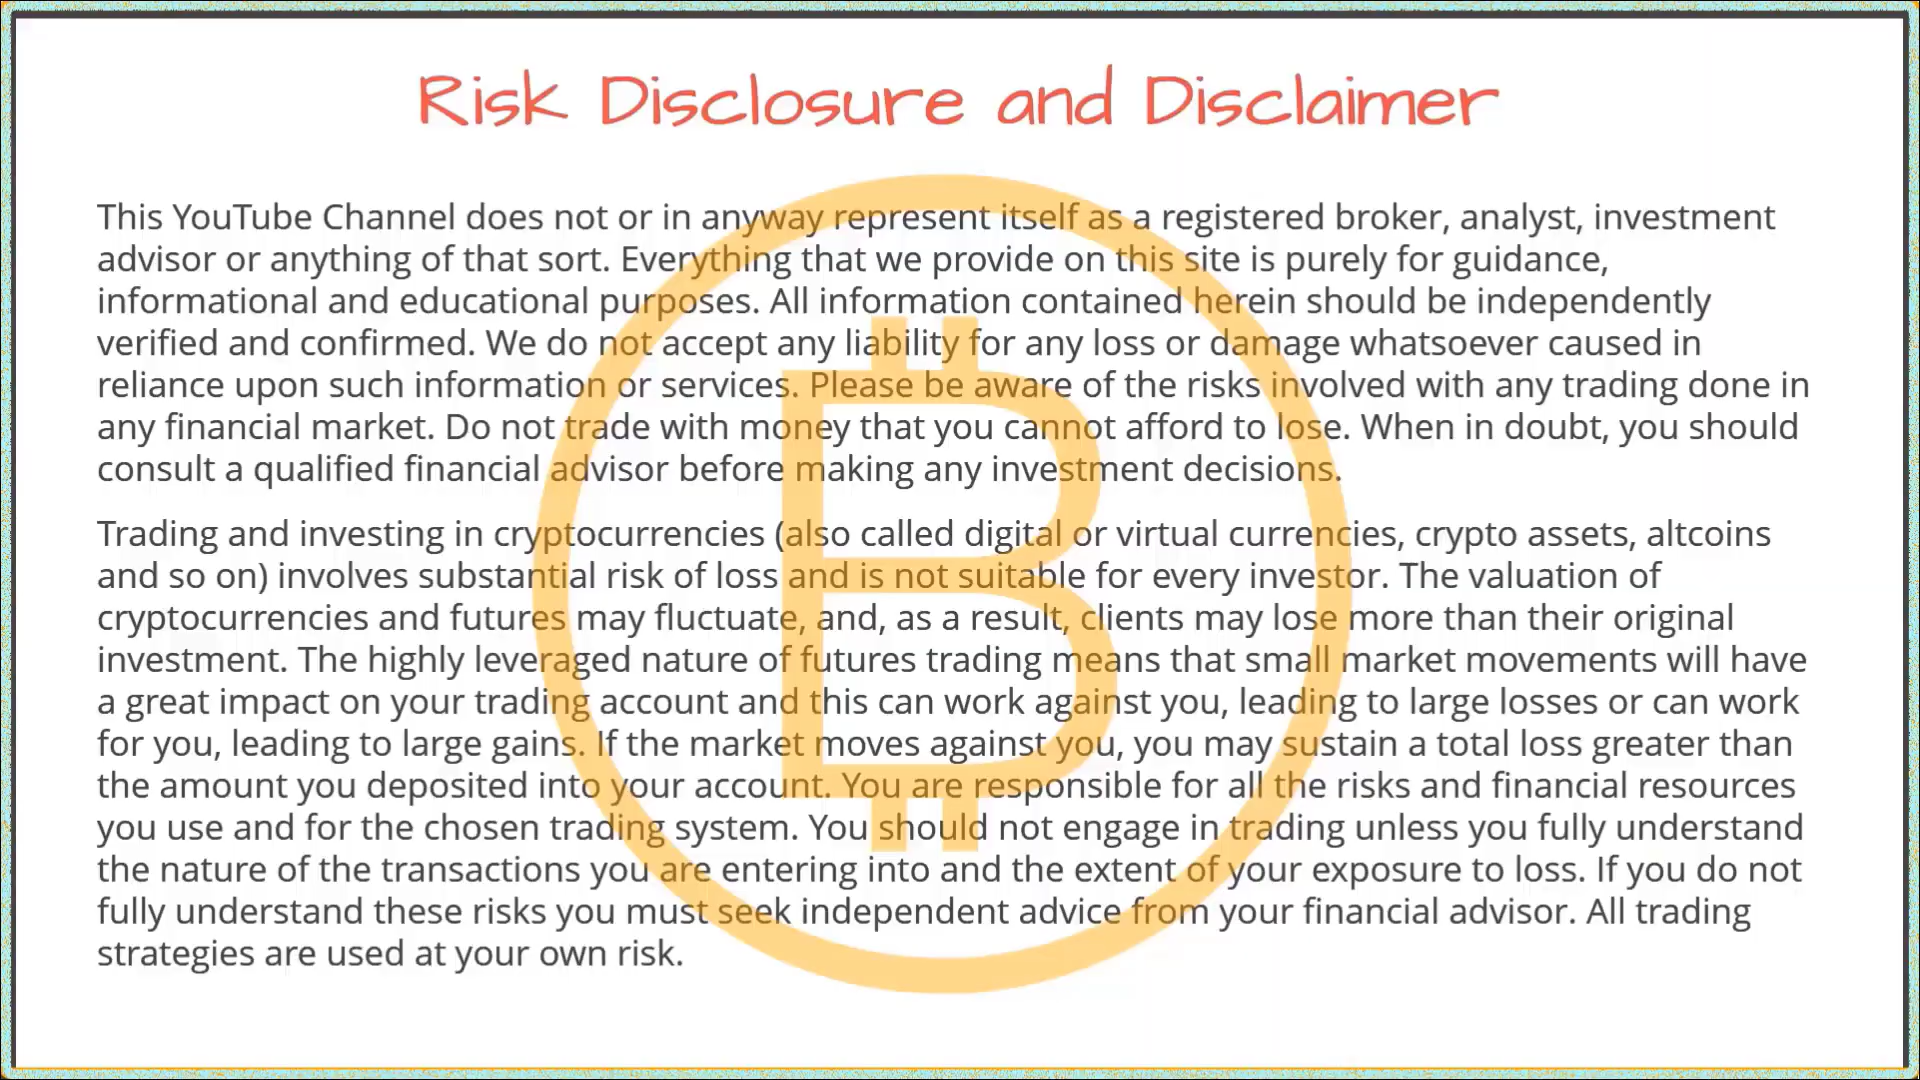 Risk Disclosure and Disclaimer
This YouTube Channel does not or in anyway represent itself as a registered broker, analyst, investment
advisor or anything of that sort. Everything that we provide on this site is purely for guidance,
informational and educational purposes. All information contained herein should be independently
verified and confirmed. We do not accept any liability for any loss or damage whatsoever caused in
reliance upon such information or services. Please be aware of the risks involved with any trading done in
any financial market. Do not trade with money that you cannot afford to lose. When in doubt, you should
consult a qualified financial advisor before making any investment decisions.
Trading and investing in cryptocurrencies (also called digital or virtual currencies, crypto assets, altcoins
and so on) involves substantial risk of loss and is not suitable for every investor. The valuation of
cryptocurrencies and futures may fluctuate, and, as a result, clients may lose more than their original
investment. The highly leveraged nature of futures trading means that small market movements will have
a great impact on your trading account and this can work against you, leading to large losses or can work
for you, leading to large gains. If the market moves against you, you may sustain a total loss greater than
the amount you deposited into your account. You are responsible for all the risks and financial resources
you use and for the chosen trading system. You should not engage in trading unless you fully understand
the nature of the transactions you are entering into and the extent of your exposure to loss. If you do not
fully understand these risks you must seek independent advice from your financial advisor. All trading
strategies are used at your own risk.